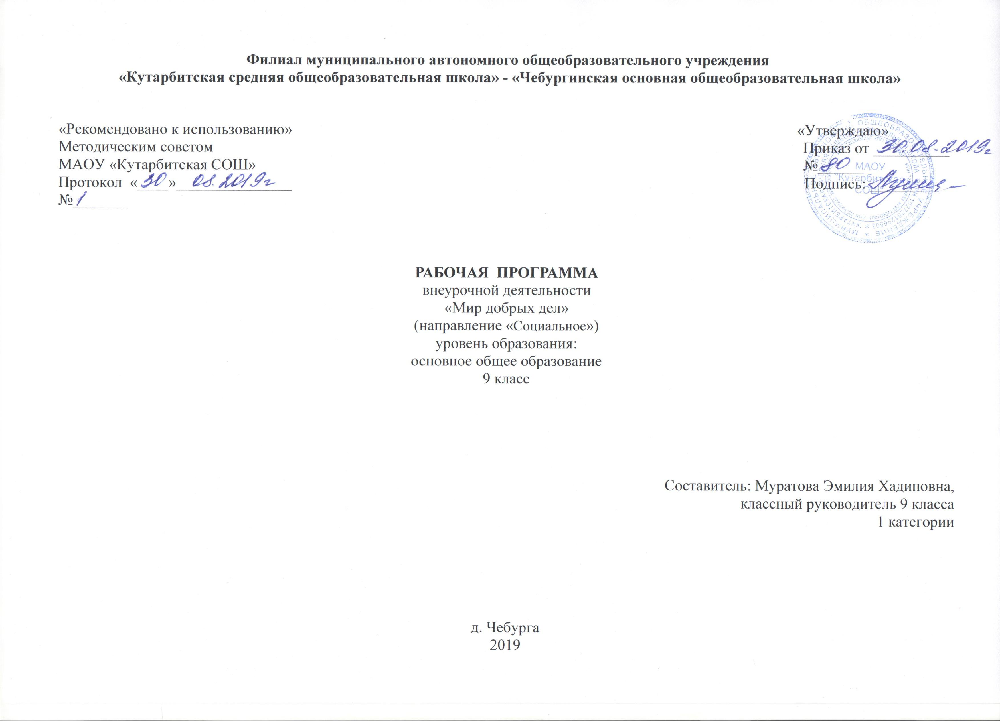 Филиал муниципального автономного общеобразовательного учреждения
«Кутарбитская средняя общеобразовательная школа» - «Чебургинская основная общеобразовательная школа»
«Рекомендовано к использованию»
Методическим советом
МАОУ «Кутарбитская СОШ»
Протокол «30» 08.2019г
№1
«Утверждаю»
Приказ от 30.08.2019г
№80
Подпись:
МАОУ
"Кутарбитская
СОШ"
РАБОЧАЯ ПРОГРАММА
внеурочной деятельности
«Мир добрых дел»
(направление «Социальное»)
уровень образования:
основное общее образование
9 класс
Составитель: Муратова Эмилия Хадиповна,
классный руководитель 9 класса
1 категории
д. Чебурга
2019